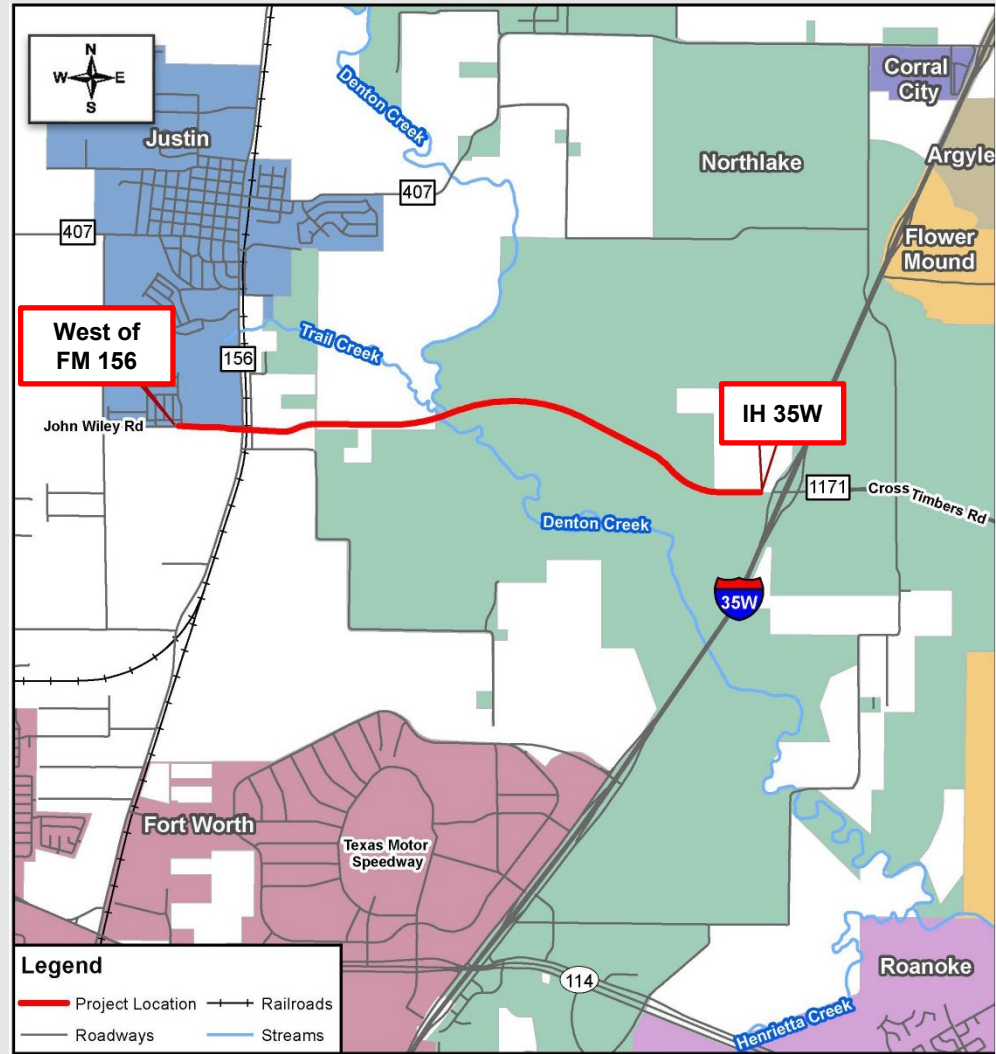 N
W E
S
Corral
City
Denton Creek
Justin
Northlake
Argyle
407
407
Flower
Mound
West of
FM 156
Trail Creek
156
IH 35W
John Wiley Rd
1171
Cross Timbers Rd
Denton Creek
35W
Fort Worth
Texas Motor
Speedway
Legend
Project Location
Railroads
Roadways
Streams
114
Roanoke
Henrietta Creek